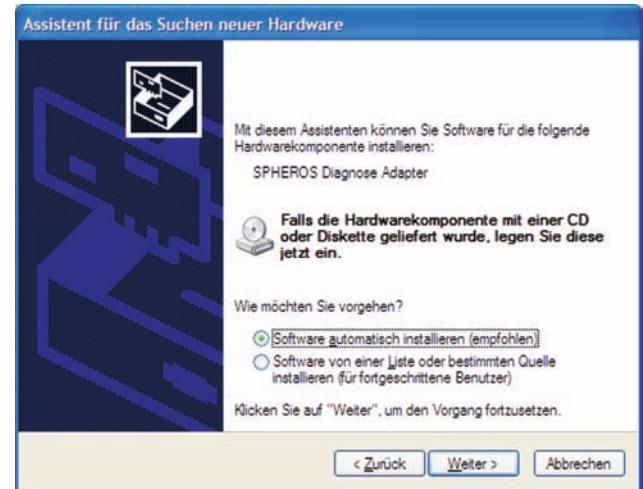 Assistent für das Suchen neuer Hardware
Mit diesem Assistenten können Sie Software für die folgende
Hardwarekomponente installieren:
SPHEROS Diagnose Adapter
Falls die Hardwarekomponente mit einer CD
oder Diskette geliefert wurde, legen Sie diese
jetzt ein.
Wie möchten Sie vorgehen?
Software automatisch installieren (empfohlen)
Software von einer Liste oder bestimmten Quelle
installieren (für fortgeschrittene Benutzer)
Klicken Sie auf "Weiter", um den Vorgang fortzusetzen.
< Zurück Weiter > Abbrechen